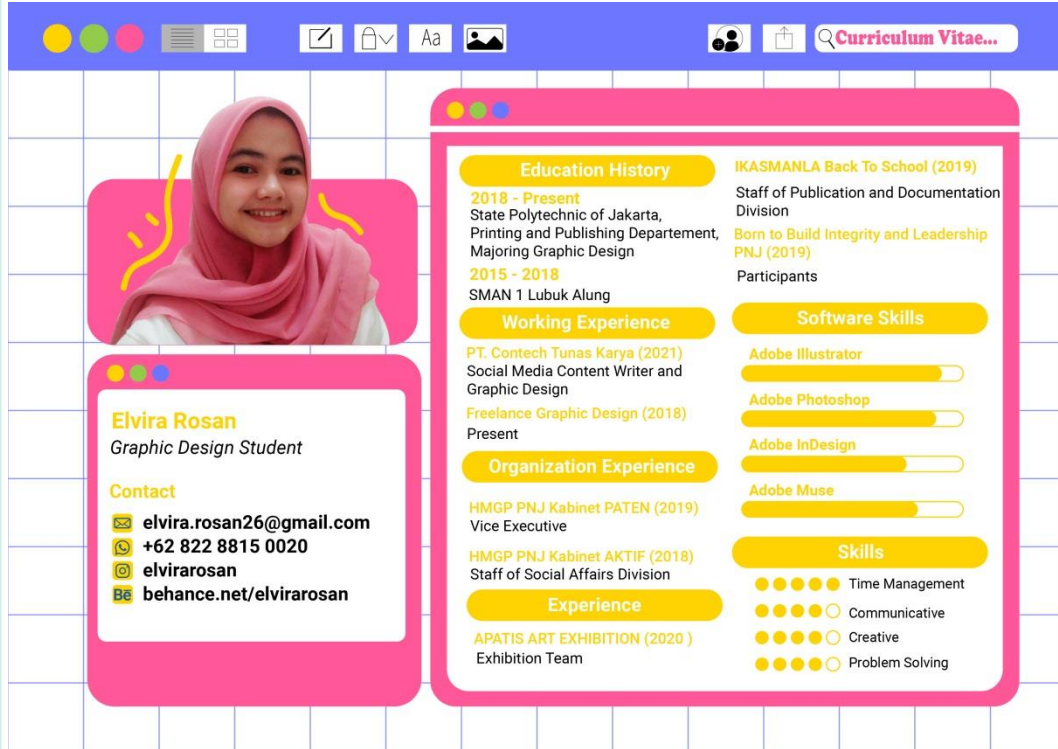 Aa
Curriculum Vitae...
Elvira Rosan
Graphic Design Student
Contact
elvira.rosan26@gmail.com
+62 822 8815 0020
elvirarosan
Bē behance.net/elvirarosan
Education History
2018 - Present
State Polytechnic of Jakarta,
Printing and Publishing Departement,
Majoring Graphic Design
2015 - 2018
SMAN 1 Lubuk Alung
Working Experience
PT. Contech Tunas Karya (2021)
Social Media Content Writer and
Graphic Design
Freelance Graphic Design (2018)
Present
Organization Experience
HMGP PNJ Kabinet PATEN (2019)
Vice Executive
HMGP PNJ Kabinet AKTIF (2018)
Staff of Social Affairs Division
Experience
APATIS ART EXHIBITION (2020 )
Exhibition Team
IKASMANLA Back To School (2019)
Staff of Publication and Documentation
Division
Born to Build Integrity and Leadership
PNJ (2019)
Participants
Software Skills
Adobe Illustrator
Adobe Photoshop
Adobe InDesign
Adobe Muse
Skills
Time Management
Communicative
Creative
Problem Solving